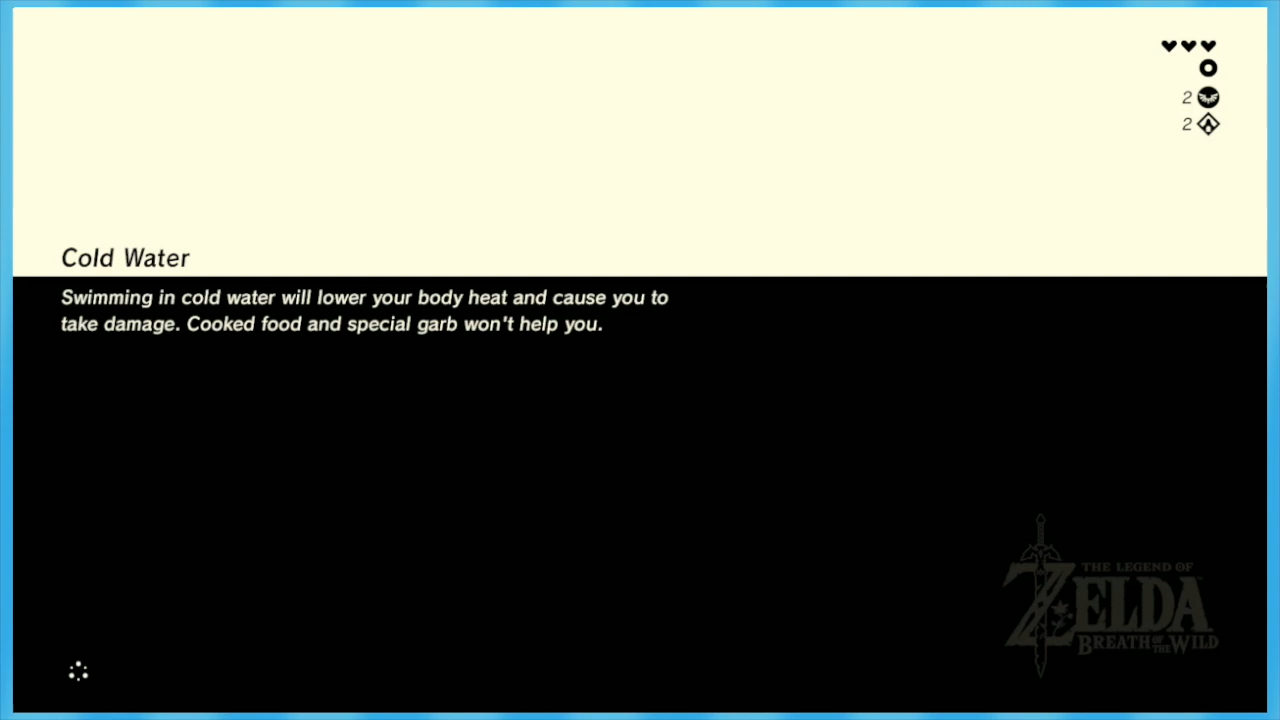 2
2
Cold Water
Swimming in cold water will lower your body heat and cause you to
take damage. Cooked food and special garb won't help you.
THE LEGEND OF
ZELDA
BREATH OF THE WILD